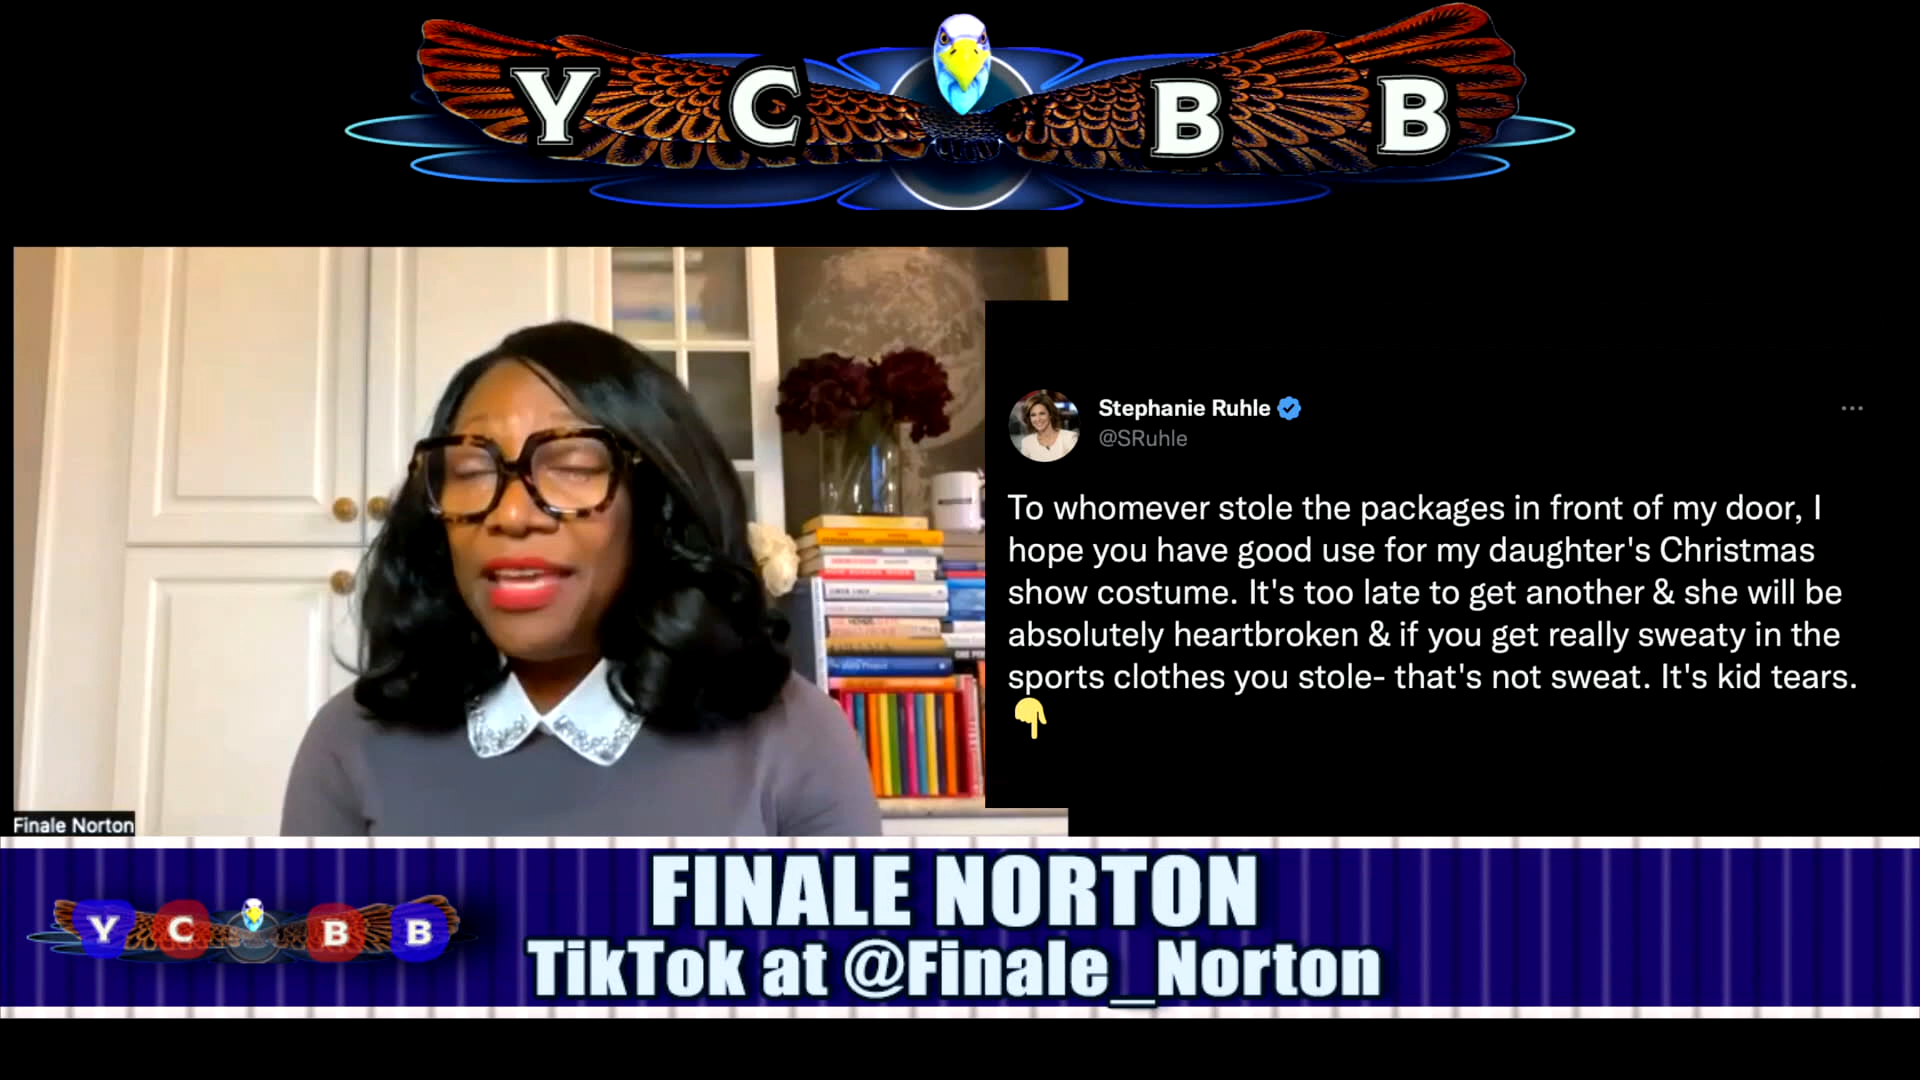 Y C B B
Stephanie Ruhle
@SRuhle
To whomever stole the packages in front of my door, I
hope you have good use for my daughter's Christmas
show costume. It's too late to get another & she will be
absolutely heartbroken & if you get really sweaty in the
sports clothes you stole- that's not sweat. It's kid tears.
👇
Finale Norton
Y C B B
FINALE NORTON
TikTok at @Finale_Norton